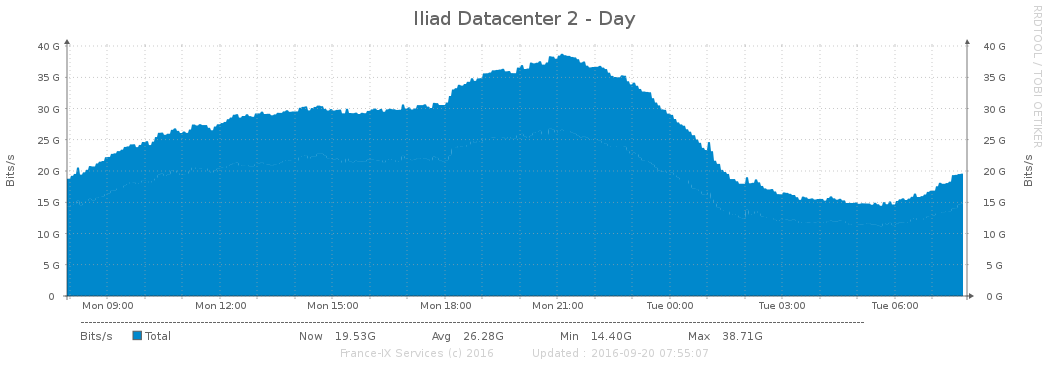 Iliad Datacenter 2 - Day
RRDTOOL / TOBI OETIKER
Bits/s
Bits/s
40 G 40 G
35 G 35 G
30 G 30 G
25 G 25 G
20 G 20 G
15 G 15 G
10 G 10 G
5 G 5 G
0 0 G
Mon 09:00 Mon 12:00 Mon 15:00 Mon 18:00 Mon 21:00 Tue 00:00 Tue 03:00 Tue 06:00
Bits/s Total Now 19.53G Avg 26.28G Min 14.40G Max 38.71G
France-IX Services (c) 2016 Updated : 2016-09-20 07:55:07